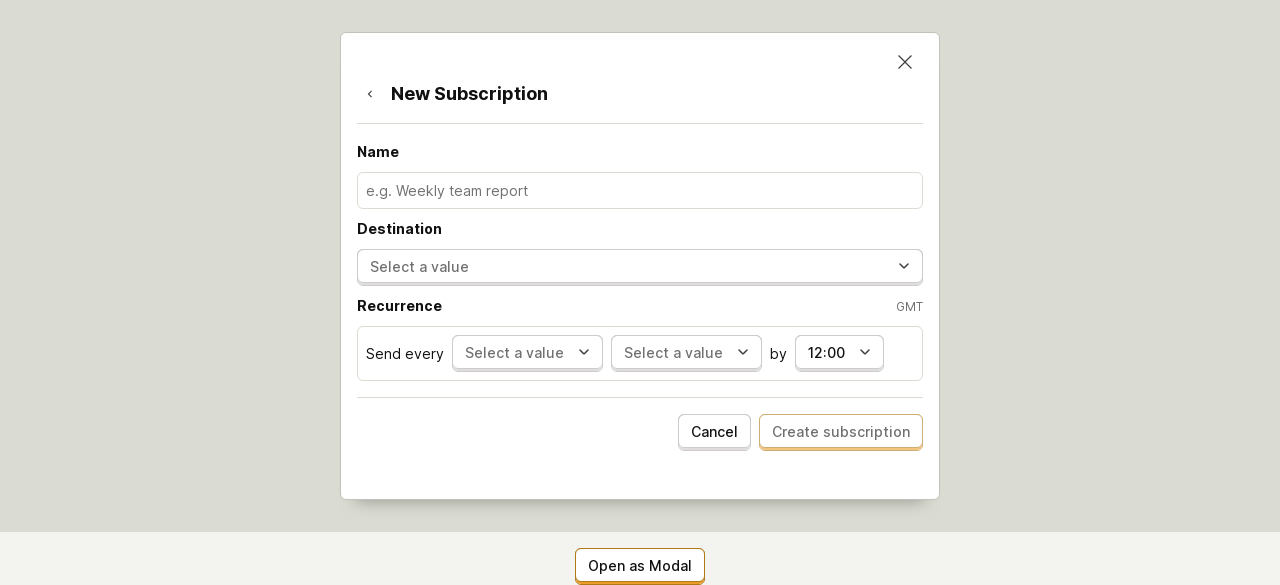 New Subscription
Name
e.g. Weekly team report
Destination
Select a value
Recurrence GMT
Send every Select a value Select a value by 12:00
Cancel Create subscription
Open as Modal